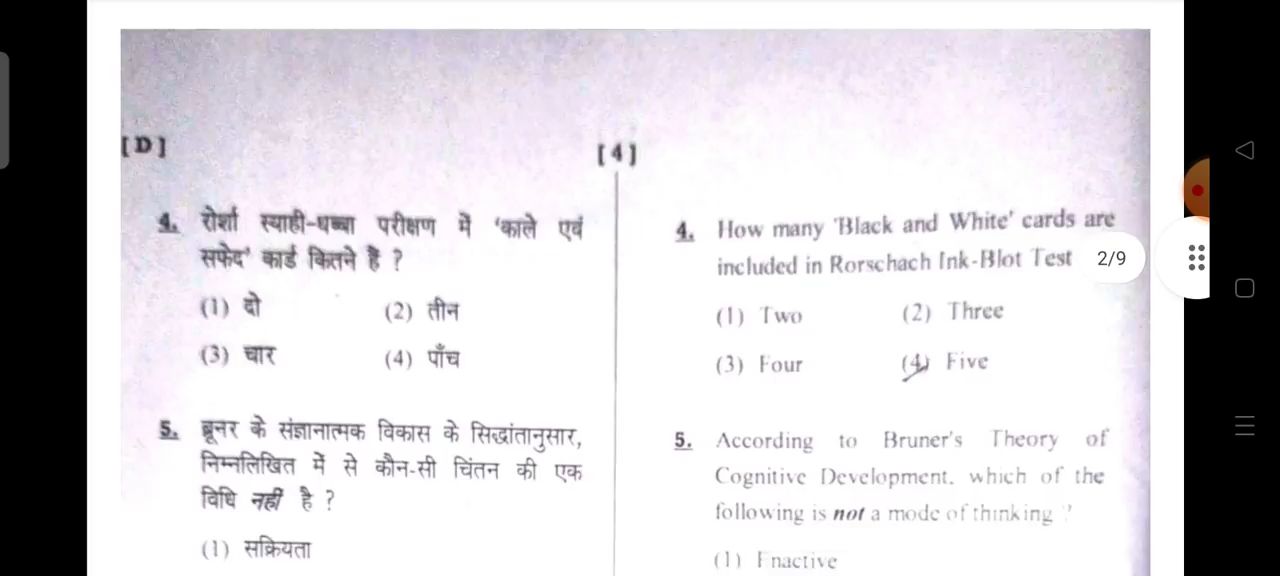 [D]
[4]
4. रोर्शा स्याही-धब्बा परीक्षण में 'काले एवं
सफेद' कार्ड कितने हैं ?
(1) दो
(2) तीन
(3) चार
(4) पाँच
5. ब्रूनर के संज्ञानात्मक विकास के सिद्धांतानुसार,
निम्नलिखित में से कौन-सी चिंतन की एक
विधि नहीं है ?
(1) सक्रियता
4. How many 'Black and White' cards are
included in Rorschach Ink-Blot Test
(1) Two
(2) Three
(3) Four
(4) Five
5. According to Bruner's Theory of
Cognitive Development, which of the
following is not a mode of thinking ?
(1) Enactive
2/9